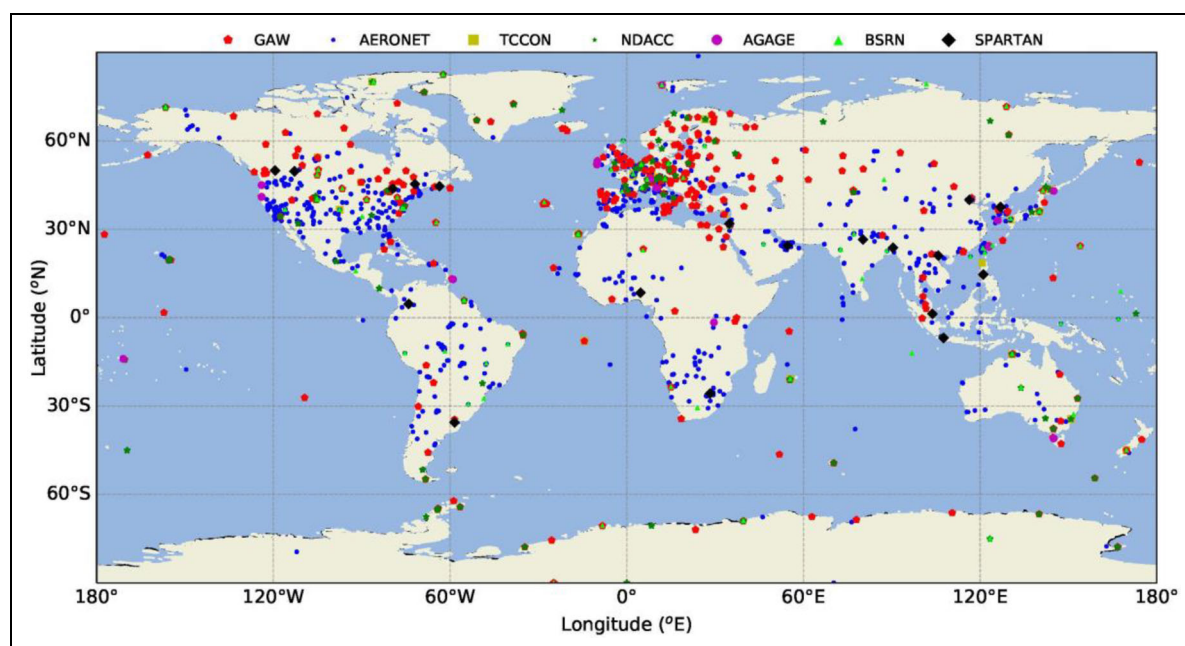 GAW AERONET TCCON NDACC AGAGE BSRN SPARTAN
60°N
30°N
0°
30°S
60°S
Latitude (°N)
180° 120°W 60°W 0° 60°E 120°E 180°
Longitude (°E)